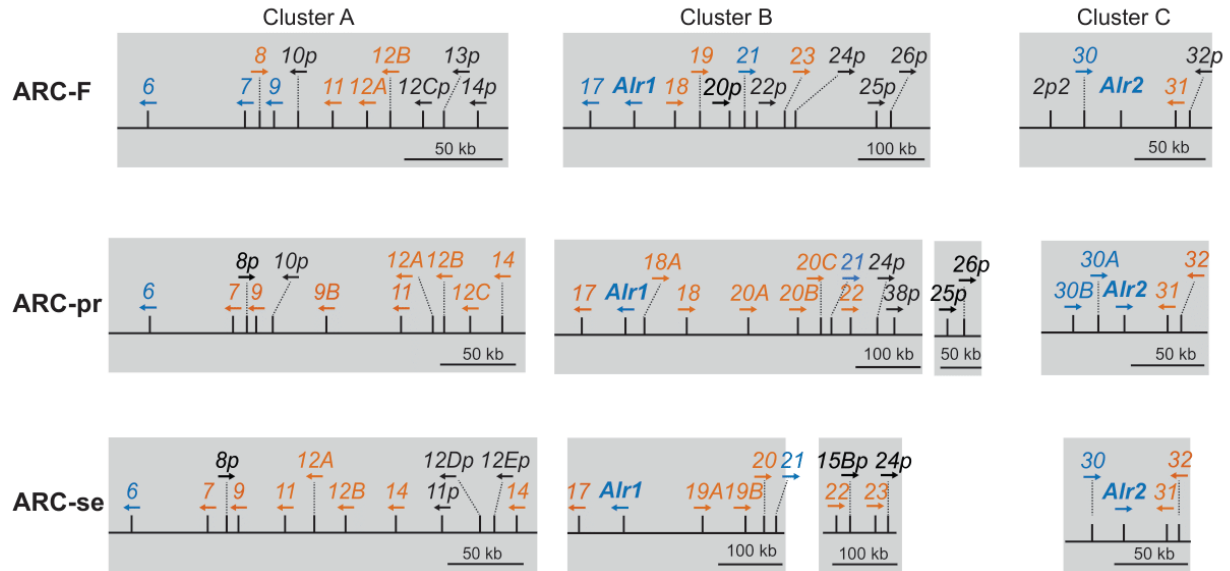 Cluster A Cluster B Cluster C
ARC-F
8 10p 12B 13p
6 7 9 11 12A 12Cp 14p
50 kb
19 21 23 24p 26p
17 Alr1 18 20p 22p 25p
100 kb
30 32p
2p2 Alr2 31
50 kb
ARC-pr
8p 10p 12A 12B 14
6 7 9 9B 11 12C
50 kb
18A 20C 21 24p
17 Alr1 18 20A 20B 22 38p
100 kb
26p
25p
50 kb
30A 32
30B Alr2 31
50 kb
ARC-se
8p 12A 12Dp 12Ep
6 7 9 11 12B 14 11p 14
50 kb
20 21
17 Alr1 19A 19B
100 kb
15Bp 24p
22 23
100 kb
30 32
Alr2 31
50 kb